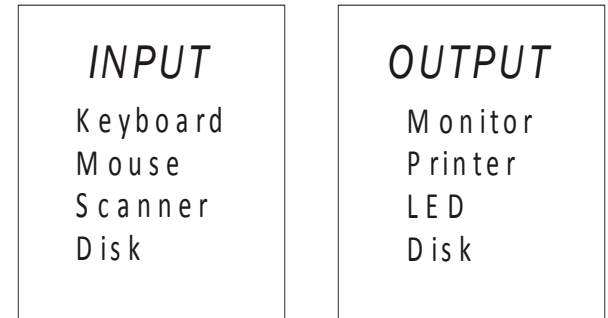 INPUT
Keyboard
Mouse
Scanner
Disk
OUTPUT
Monitor
Printer
LED
Disk